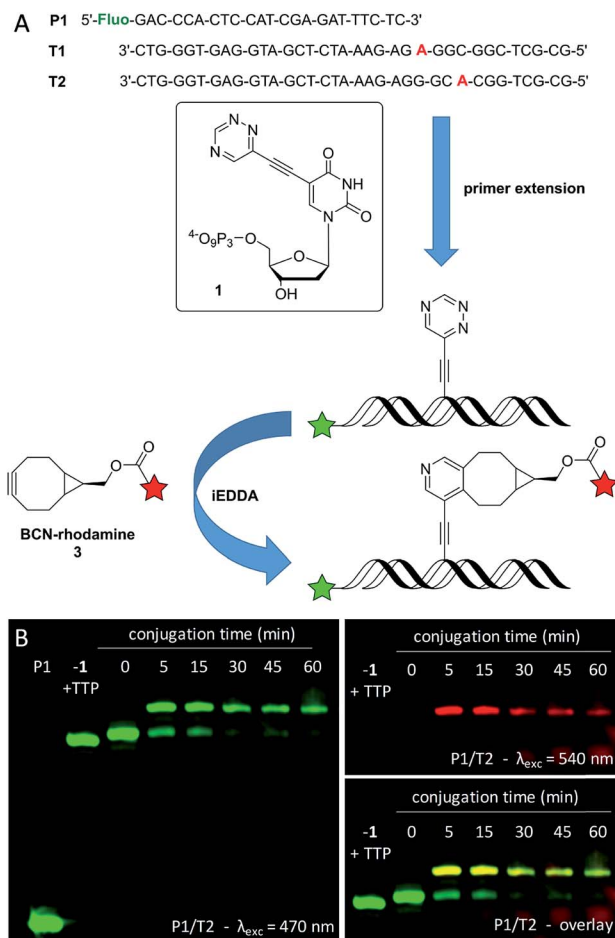 A
P1 5'-Fluo-GAC-CCA-CTC-CAT-CGA-GAT-TTC-TC-3'
T1 3'-CTG-GGT-GAG-GTA-GCT-CTA-AAG-AG A-GGC-GGC-TCG-CG-5'
T2 3'-CTG-GGT-GAG-GTA-GCT-CTA-AAG-AGG-GC A-CGG-TCG-CG-5'
N N
N
O
NH
N O
4-O9P3 O
O
OH
1
primer extension
N N
N
iEDDA
BCN-rhodamine
3
O
O
N
O
O
B
conjugation time (min)
P1 -1 0 5 15 30 45 60
+TTP
P1/T2 - λexc = 470 nm
conjugation time (min)
-1 0 5 15 30 45 60
+ TTP
P1/T2 - λexc = 540 nm
conjugation time (min)
-1 0 5 15 30 45 60
+ TTP
P1/T2 - overlay